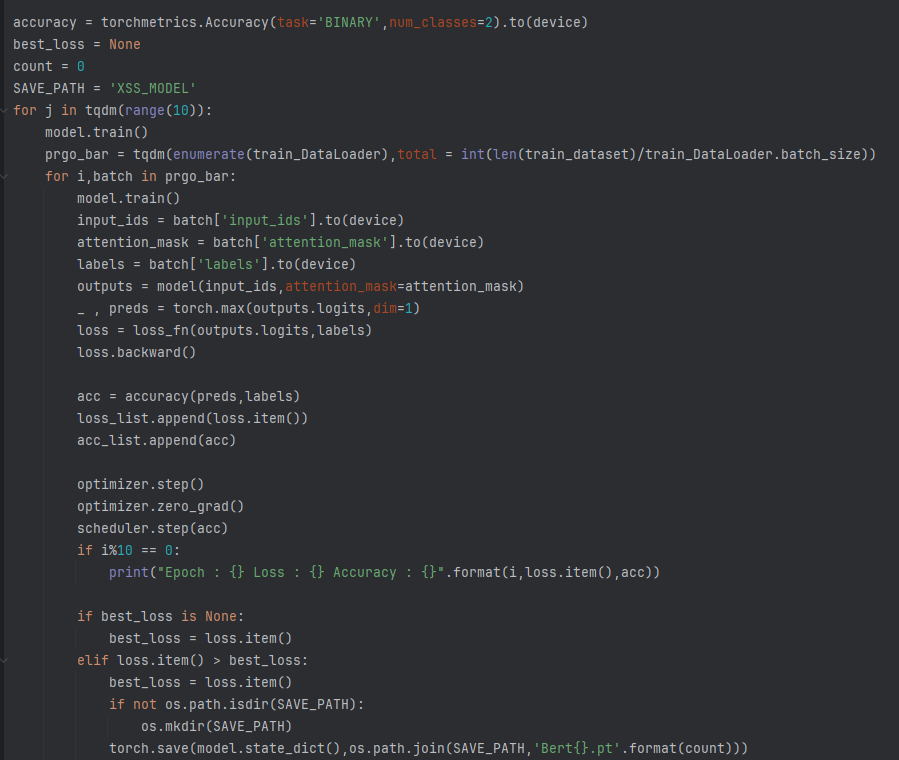 accuracy = torchmetrics.Accuracy(task='BINARY',num_classes=2).to(device)
best_loss = None
count = 0
SAVE_PATH = 'XSS_MODEL'
for j in tqdm(range(10)):
    model.train()
    prgo_bar = tqdm(enumerate(train_DataLoader),total = int(len(train_dataset)/train_DataLoader.batch_size))
    for i,batch in prgo_bar:
        model.train()
        input_ids = batch['input_ids'].to(device)
        attention_mask = batch['attention_mask'].to(device)
        labels = batch['labels'].to(device)
        outputs = model(input_ids,attention_mask=attention_mask)
        _ , preds = torch.max(outputs.logits,dim=1)
        loss = loss_fn(outputs.logits,labels)
        loss.backward()

        acc = accuracy(preds,labels)
        loss_list.append(loss.item())
        acc_list.append(acc)

        optimizer.step()
        optimizer.zero_grad()
        scheduler.step(acc)
        if i%10 == 0:
            print("Epoch : {} Loss : {} Accuracy : {}".format(i,loss.item(),acc))

        if best_loss is None:
            best_loss = loss.item()
        elif loss.item() > best_loss:
            best_loss = loss.item()
            if not os.path.isdir(SAVE_PATH):
                os.mkdir(SAVE_PATH)
            torch.save(model.state_dict(),os.path.join(SAVE_PATH,'Bert{}.pt'.format(count)))